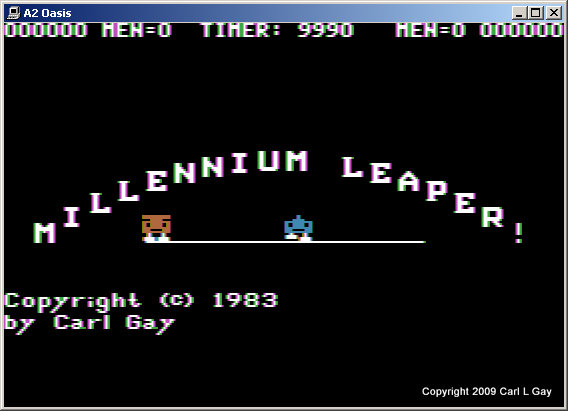 A2 Oasis
000000 MEN=0 TIMER: 9990 MEN=0 000000
MILLENNIUM LEAPER!
Copyright (c) 1983
by Carl Gay
Copyright 2009 Carl L Gay